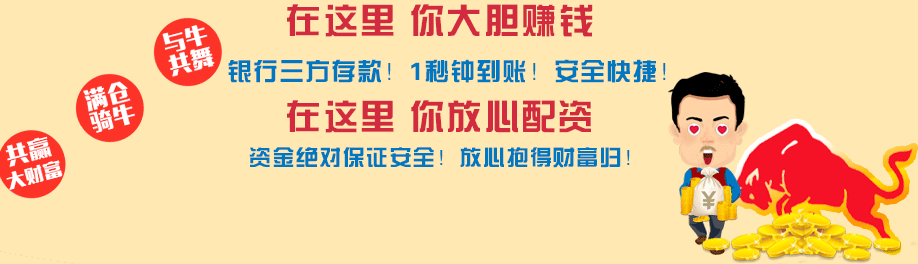 在这里 你大胆赚钱
银行三方存款！1秒钟到账！安全快捷！
在这里 你放心配资
资金绝对保证安全！放心抱得财富归！
与牛
共舞
满仓
骑牛
共赢
大财富
¥